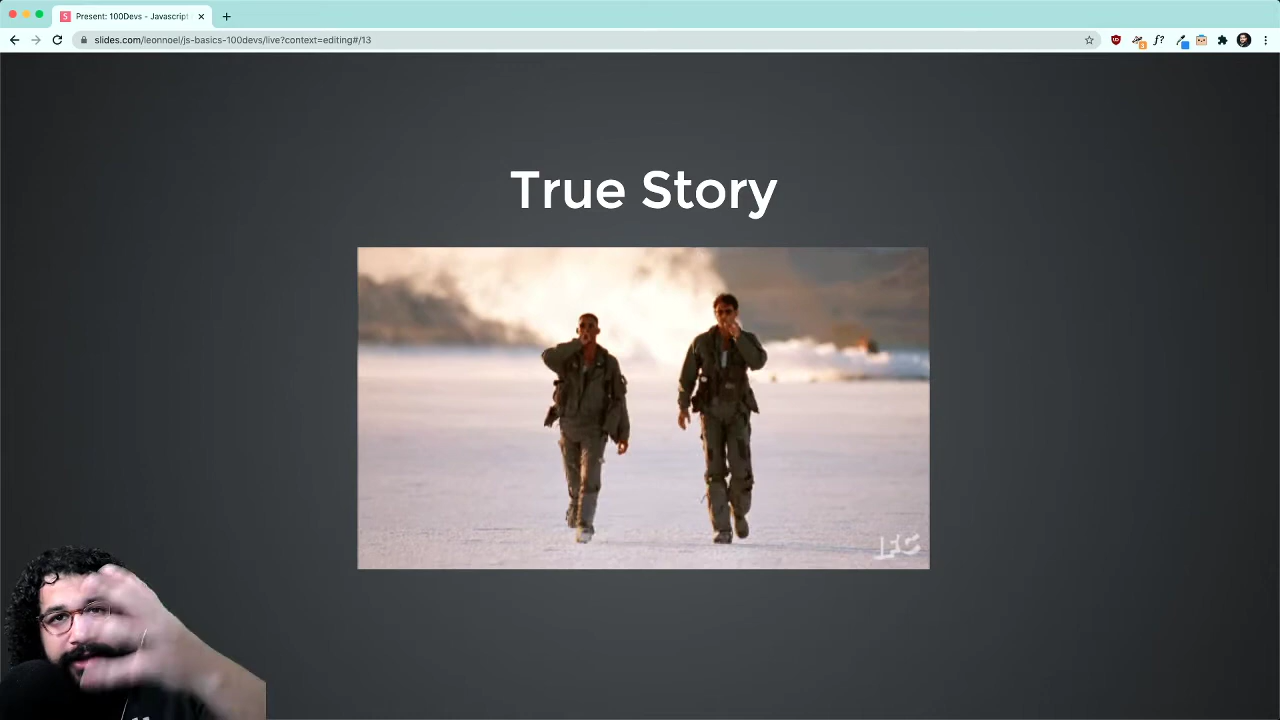 Present: 100Devs - Javascript
slides.com/leonnoel/js-basics-100devs/live?context=editing#/13
True Story